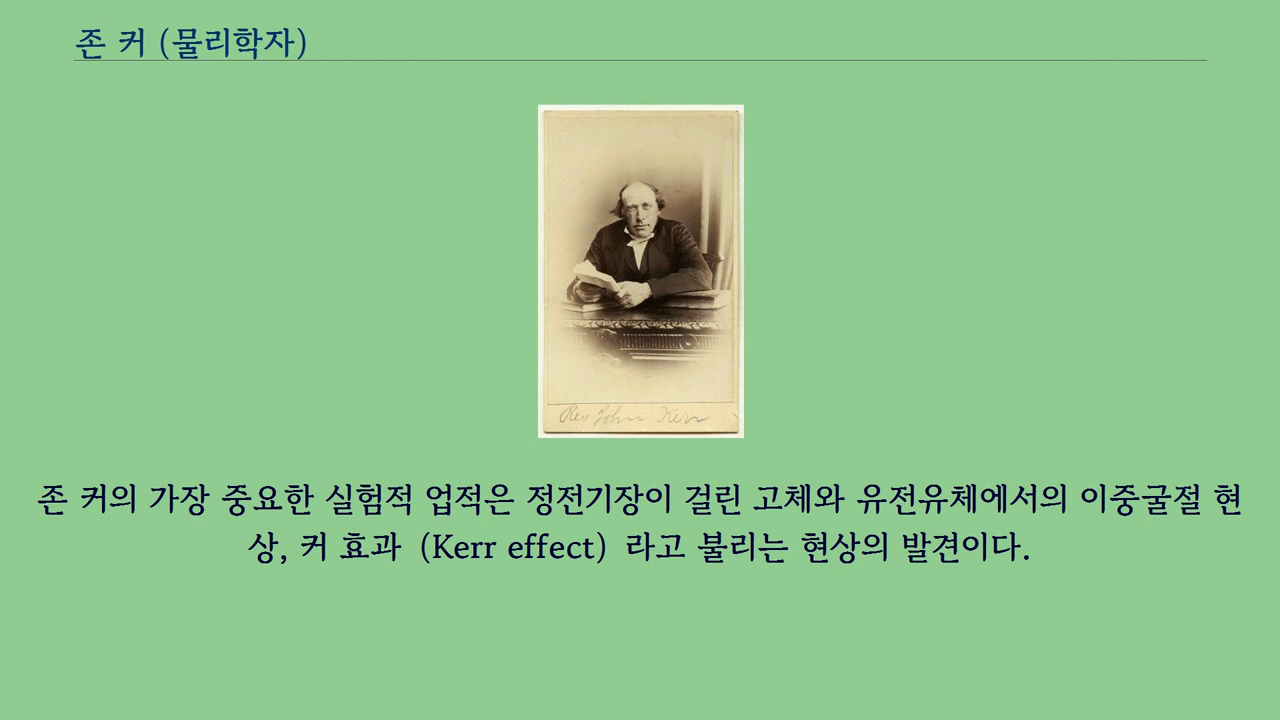 존 커 (물리학자)
Rev John Kerr
존 커의 가장 중요한 실험적 업적은 정전기장이 걸린 고체와 유전유체에서의 이중굴절 현
상, 커 효과 (Kerr effect) 라고 불리는 현상의 발견이다.